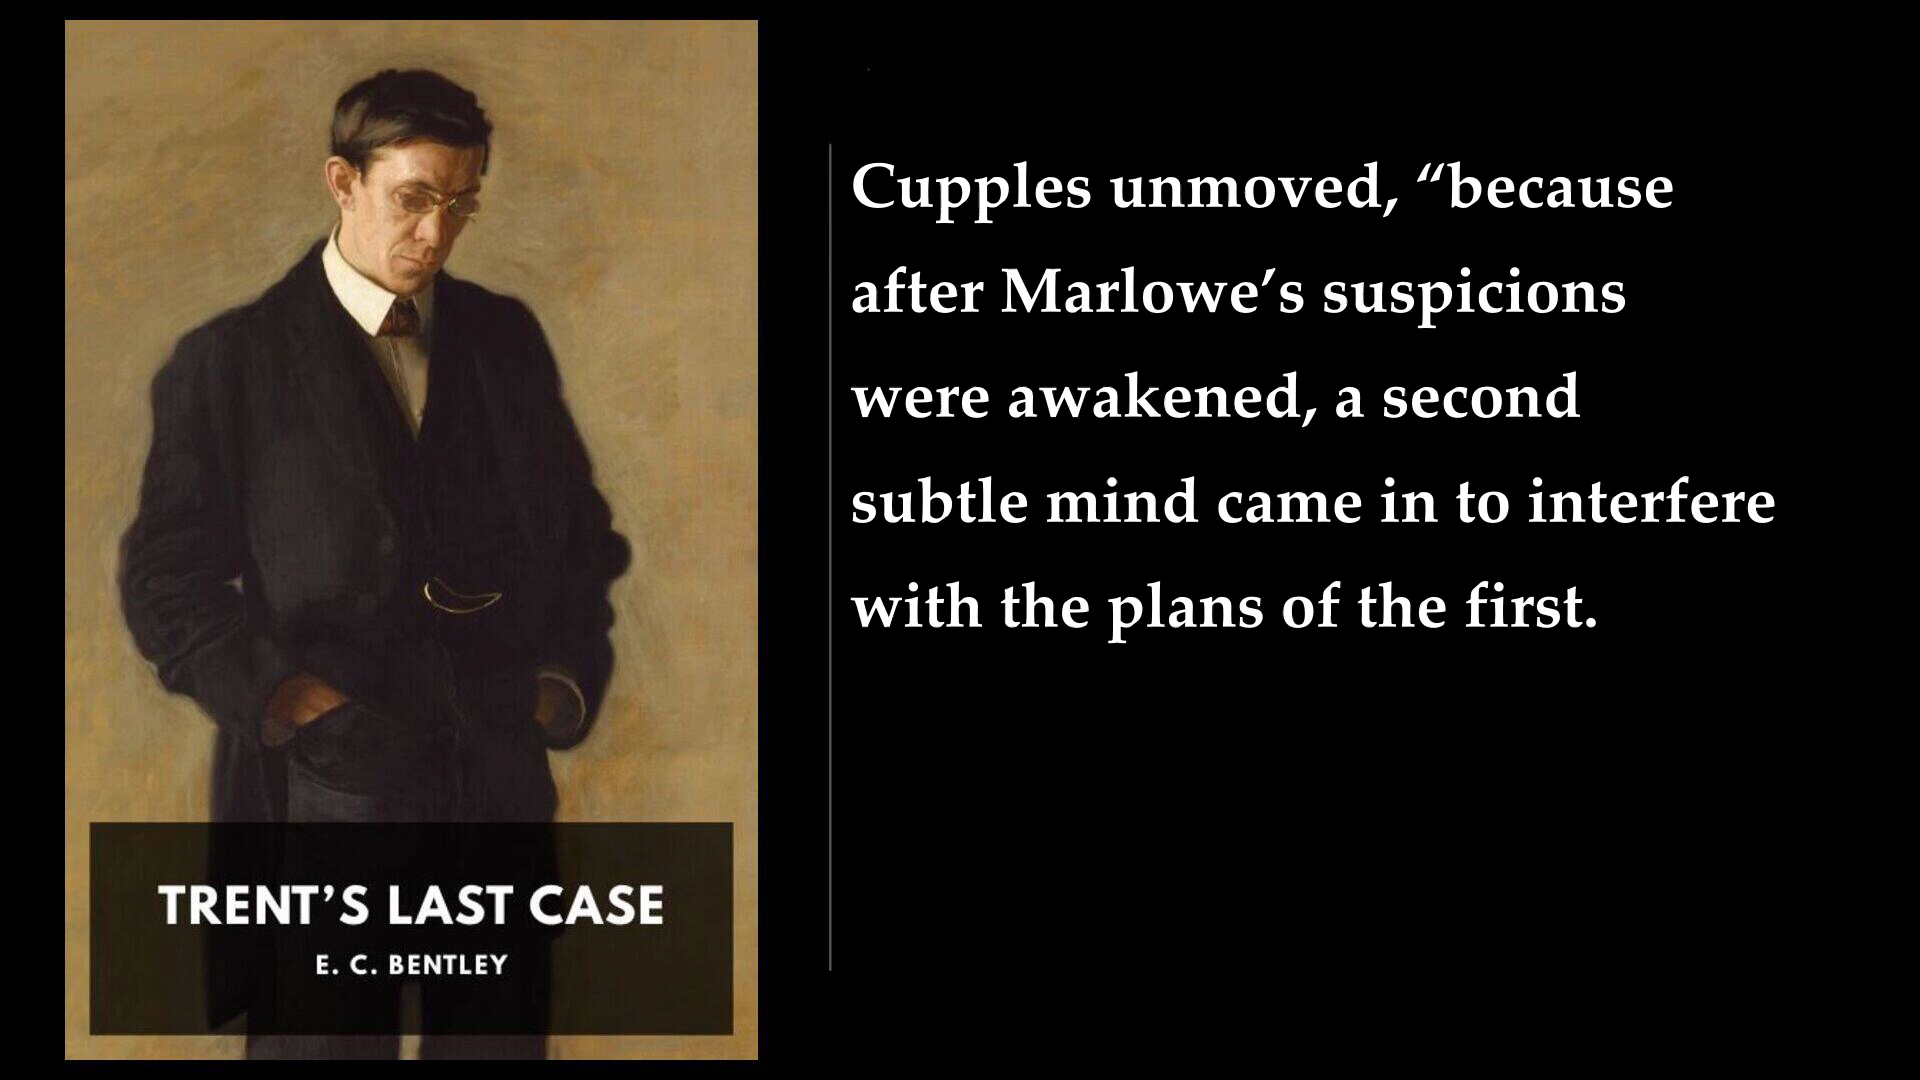 TRENT’S LAST CASE
E. C. BENTLEY
Cupples unmoved, “because
after Marlowe’s suspicions
were awakened, a second
subtle mind came in to interfere
with the plans of the first.